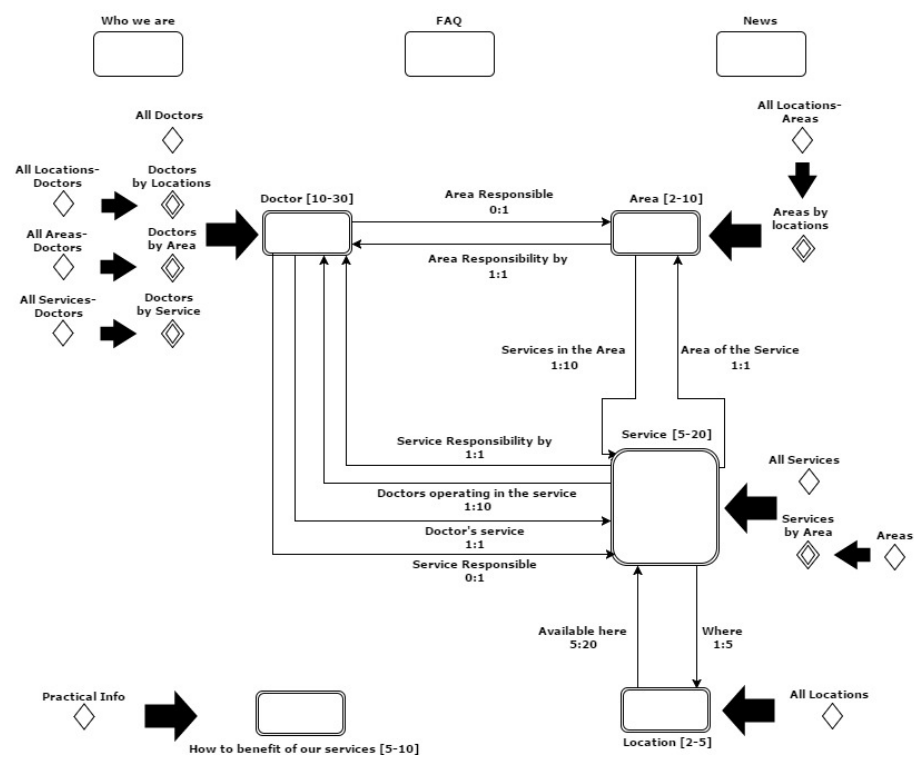 Who we are
FAQ
News
All Doctors
All Locations-
Doctors
Doctors
by Locations
All Areas-
Doctors
Doctors
by Area
All Services-
Doctors
Doctors
by Service
Doctor [10-30]
Area Responsible
0:1
Area Responsibility by
1:1
Area [2-10]
All Locations-
Areas
Areas by
locations
Services in the Area
1:10
Area of the Service
1:1
Service [5-20]
Service Responsibility by
1:1
Doctors operating in the service
1:10
Doctor's service
1:1
Service Responsible
0:1
All Services
Services
by Area
Areas
Available here
5:20
Where
1:5
Practical Info
How to benefit of our services [5-10]
Location [2-5]
All Locations